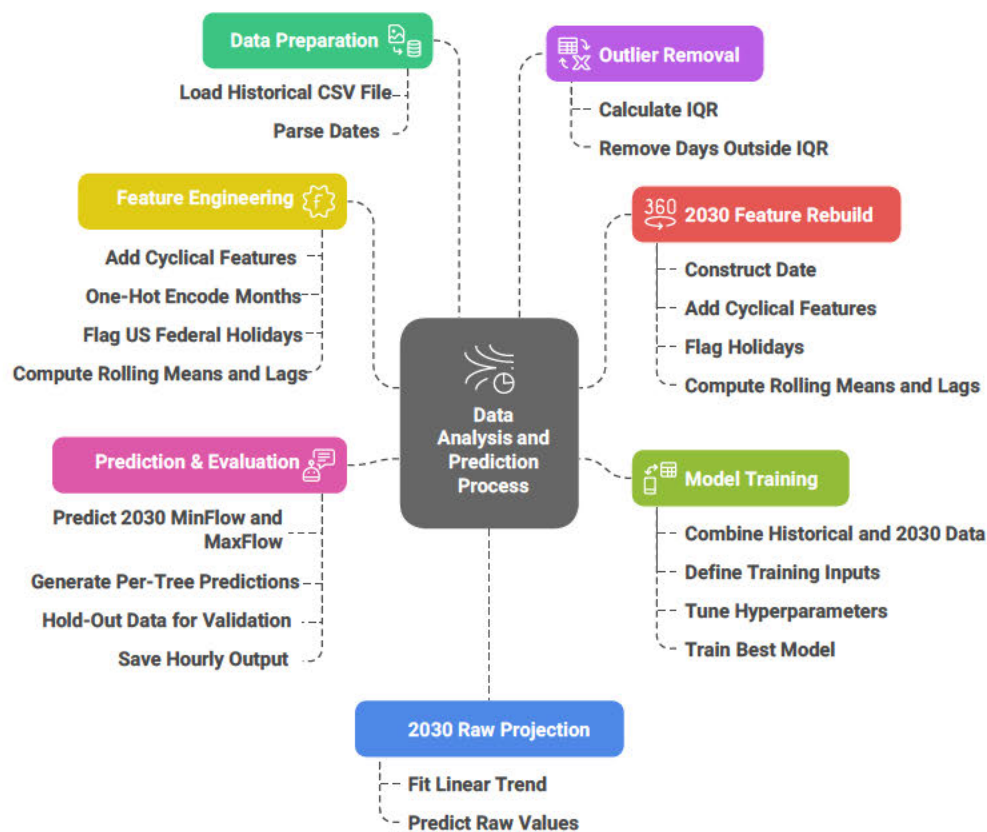 Data Preparation
Load Historical CSV File
Parse Dates
Outlier Removal
Calculate IQR
Remove Days Outside IQR
Feature Engineering
Add Cyclical Features
One-Hot Encode Months
Flag US Federal Holidays
Compute Rolling Means and Lags
360
2030 Feature Rebuild
Construct Date
Add Cyclical Features
Flag Holidays
Compute Rolling Means and Lags
Data
Analysis and
Prediction
Process
Prediction & Evaluation
Predict 2030 MinFlow and
MaxFlow
Generate Per-Tree Predictions
Hold-Out Data for Validation
Save Hourly Output
Model Training
Combine Historical and 2030 Data
Define Training Inputs
Tune Hyperparameters
Train Best Model
2030 Raw Projection
Fit Linear Trend
Predict Raw Values